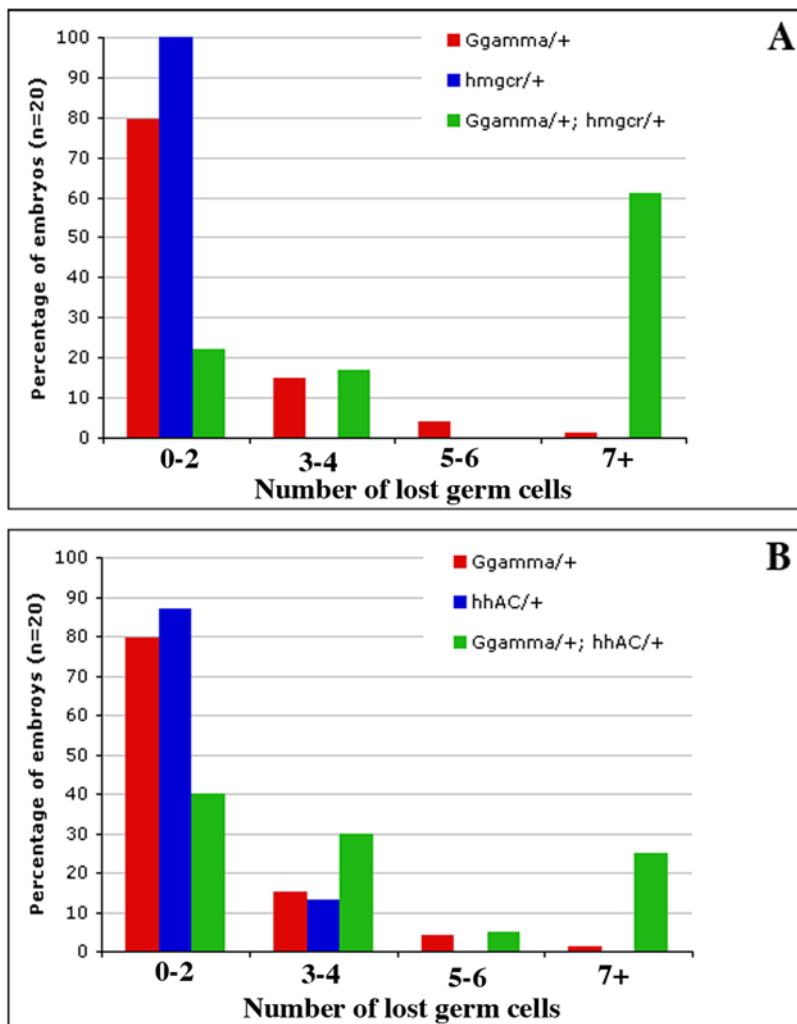 A
Ggamma/+
hmgcr/+
Ggamma/+; hmgcr/+
Percentage of embryos (n=20)
100
90
80
70
60
50
40
30
20
10
0
0-2 3-4 5-6 7+
Number of lost germ cells
B
Ggamma/+
hhAC/+
Ggamma/+; hhAC/+
Percentage of embroys (n=20)
100
90
80
70
60
50
40
30
20
10
0
0-2 3-4 5-6 7+
Number of lost germ cells